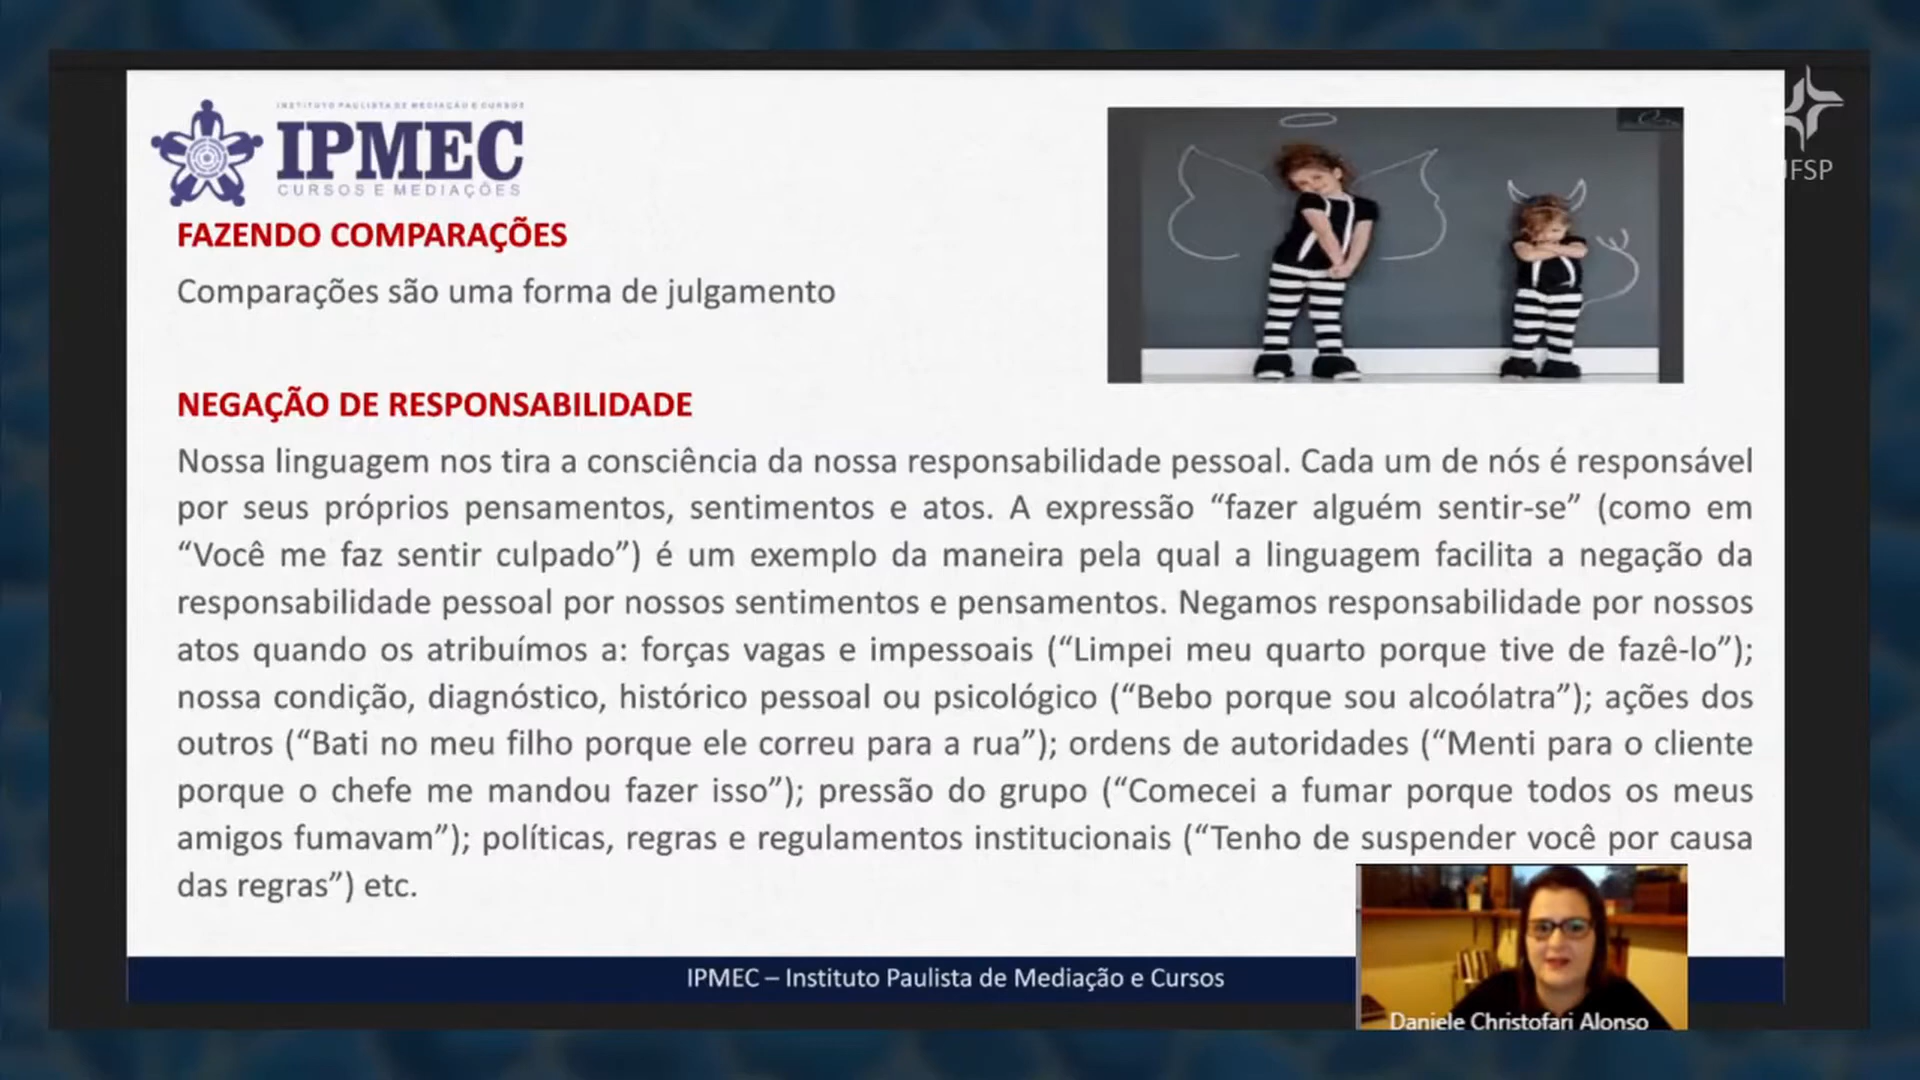 INSTITUTO PAULISTA DE MEDIAÇÃO E CURSOS
IPMEC
CURSOS E MEDIAÇÕES
JFSP
FAZENDO COMPARAÇÕES
Comparações são uma forma de julgamento
NEGAÇÃO DE RESPONSABILIDADE
Nossa linguagem nos tira a consciência da nossa responsabilidade pessoal. Cada um de nós é responsável
por seus próprios pensamentos, sentimentos e atos. A expressão “fazer alguém sentir-se” (como em
“Você me faz sentir culpado”) é um exemplo da maneira pela qual a linguagem facilita a negação da
responsabilidade pessoal por nossos sentimentos e pensamentos. Negamos responsabilidade por nossos
atos quando os atribuímos a: forças vagas e impessoais (“Limpei meu quarto porque tive de fazê-lo”);
nossa condição, diagnóstico, histórico pessoal ou psicológico (“Bebo porque sou alcoólatra”); ações dos
outros (“Bati no meu filho porque ele correu para a rua”); ordens de autoridades (“Menti para o cliente
porque o chefe me mandou fazer isso”); pressão do grupo (“Comecei a fumar porque todos os meus
amigos fumavam”); políticas, regras e regulamentos institucionais (“Tenho de suspender você por causa
das regras”) etc.
IPMEC – Instituto Paulista de Mediação e Cursos
Daniele Christofari Alonso